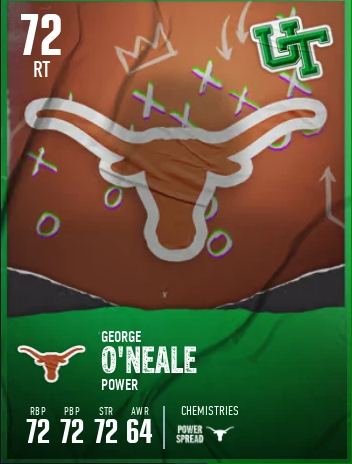 72
RT
UT
GEORGE
O'NEALE
POWER
RBP PBP STR AWR CHEMISTRIES
72 72 72 64 POWER SPREAD